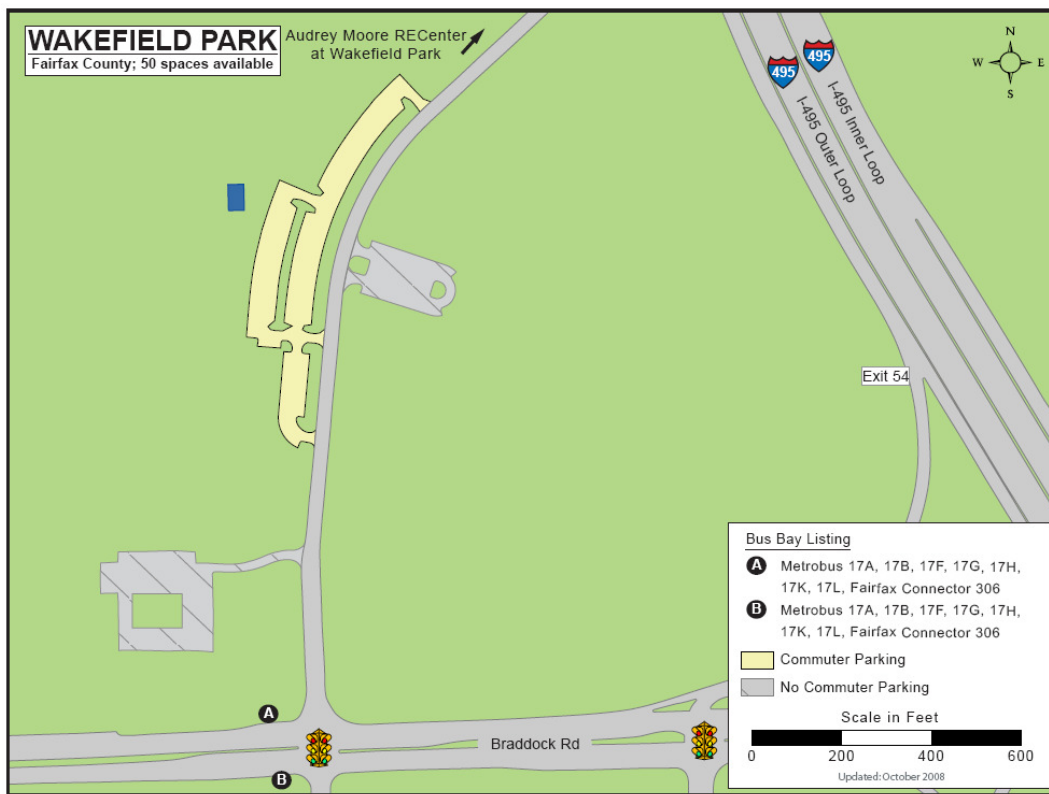 WAKEFIELD PARK
Fairfax County; 50 spaces available
Audrey Moore RECenter
at Wakefield Park
N
W
E
S
495
495
I-495 Inner Loop
I-495 Outer Loop
Exit 54
Bus Bay Listing
A Metrobus 17A, 17B, 17F, 17G, 17H,
17K, 17L, Fairfax Connector 306
B Metrobus 17A, 17B, 17F, 17G, 17H,
17K, 17L, Fairfax Connector 306
Commuter Parking
No Commuter Parking
Scale in Feet
0 200 400 600
Updated: October 2008
A
Braddock Rd
B